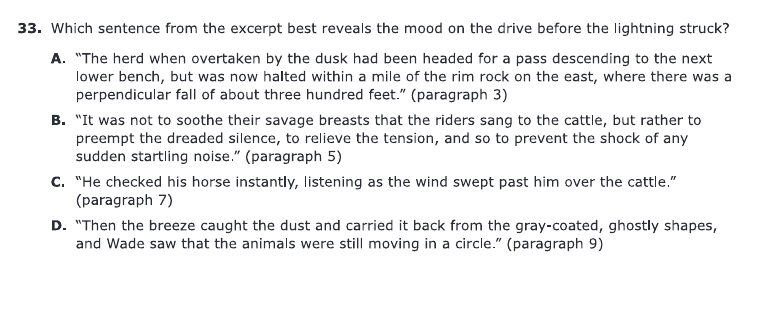 33. Which sentence from the excerpt best reveals the mood on the drive before the lightning struck?
A. "The herd when overtaken by the dusk had been headed for a pass descending to the next
lower bench, but was now halted within a mile of the rim rock on the east, where there was a
perpendicular fall of about three hundred feet." (paragraph 3)
B. "It was not to soothe their savage breasts that the riders sang to the cattle, but rather to
preempt the dreaded silence, to relieve the tension, and so to prevent the shock of any
sudden startling noise." (paragraph 5)
C. "He checked his horse instantly, listening as the wind swept past him over the cattle."
(paragraph 7)
D. "Then the breeze caught the dust and carried it back from the gray-coated, ghostly shapes,
and Wade saw that the animals were still moving in a circle." (paragraph 9)